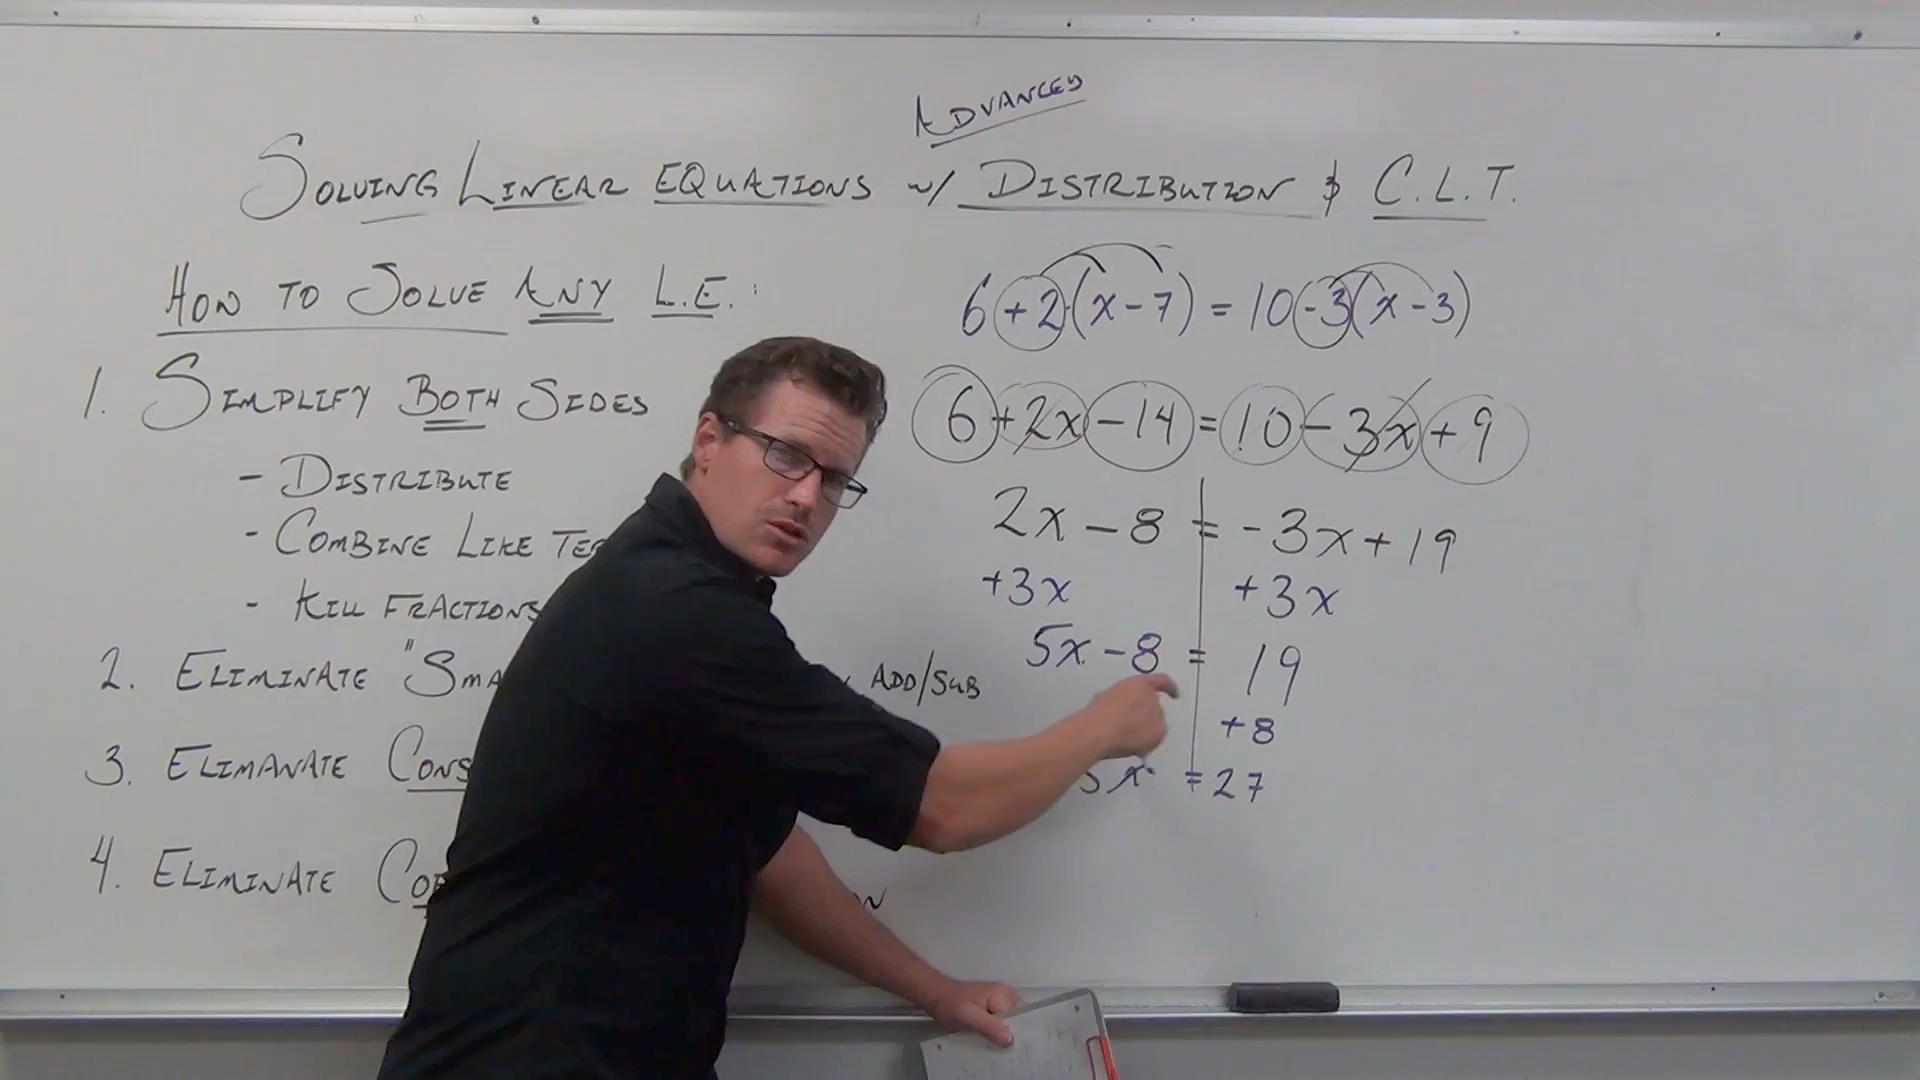 ADVANCED
SOLVING LINEAR EQUATIONS w/ DISTRIBUTION & C.L.T.
HOW TO SOLVE ANY L.E. :
1. SIMPLIFY BOTH SIDES
- DISTRIBUTE
- COMBINE LIKE TE
- KILL FRACTIONS
2. ELIMINATE "SMA
ADD/SUB
3. ELIMANATE CONS
4. ELIMINATE COE
6 +2(x-7) = 10-3(x-3)
6+2x-14=10-3x+9
2x-8 = -3x+19
+3x +3x
5x-8 = 19
+8
5x = 27